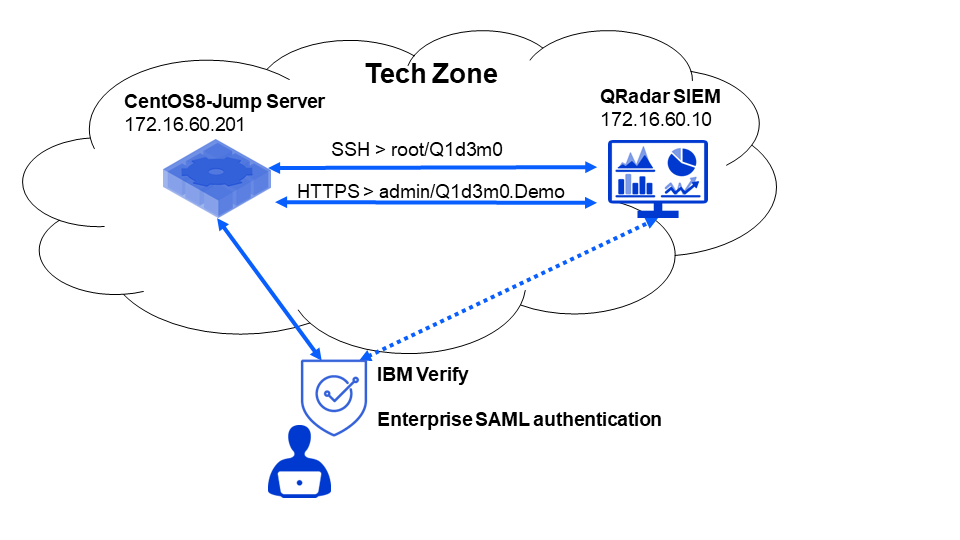 Tech Zone
CentOS8-Jump Server
172.16.60.201
QRadar SIEM
172.16.60.10
SSH > root/Q1d3m0
HTTPS > admin/Q1d3m0.Demo
IBM Verify
Enterprise SAML authentication